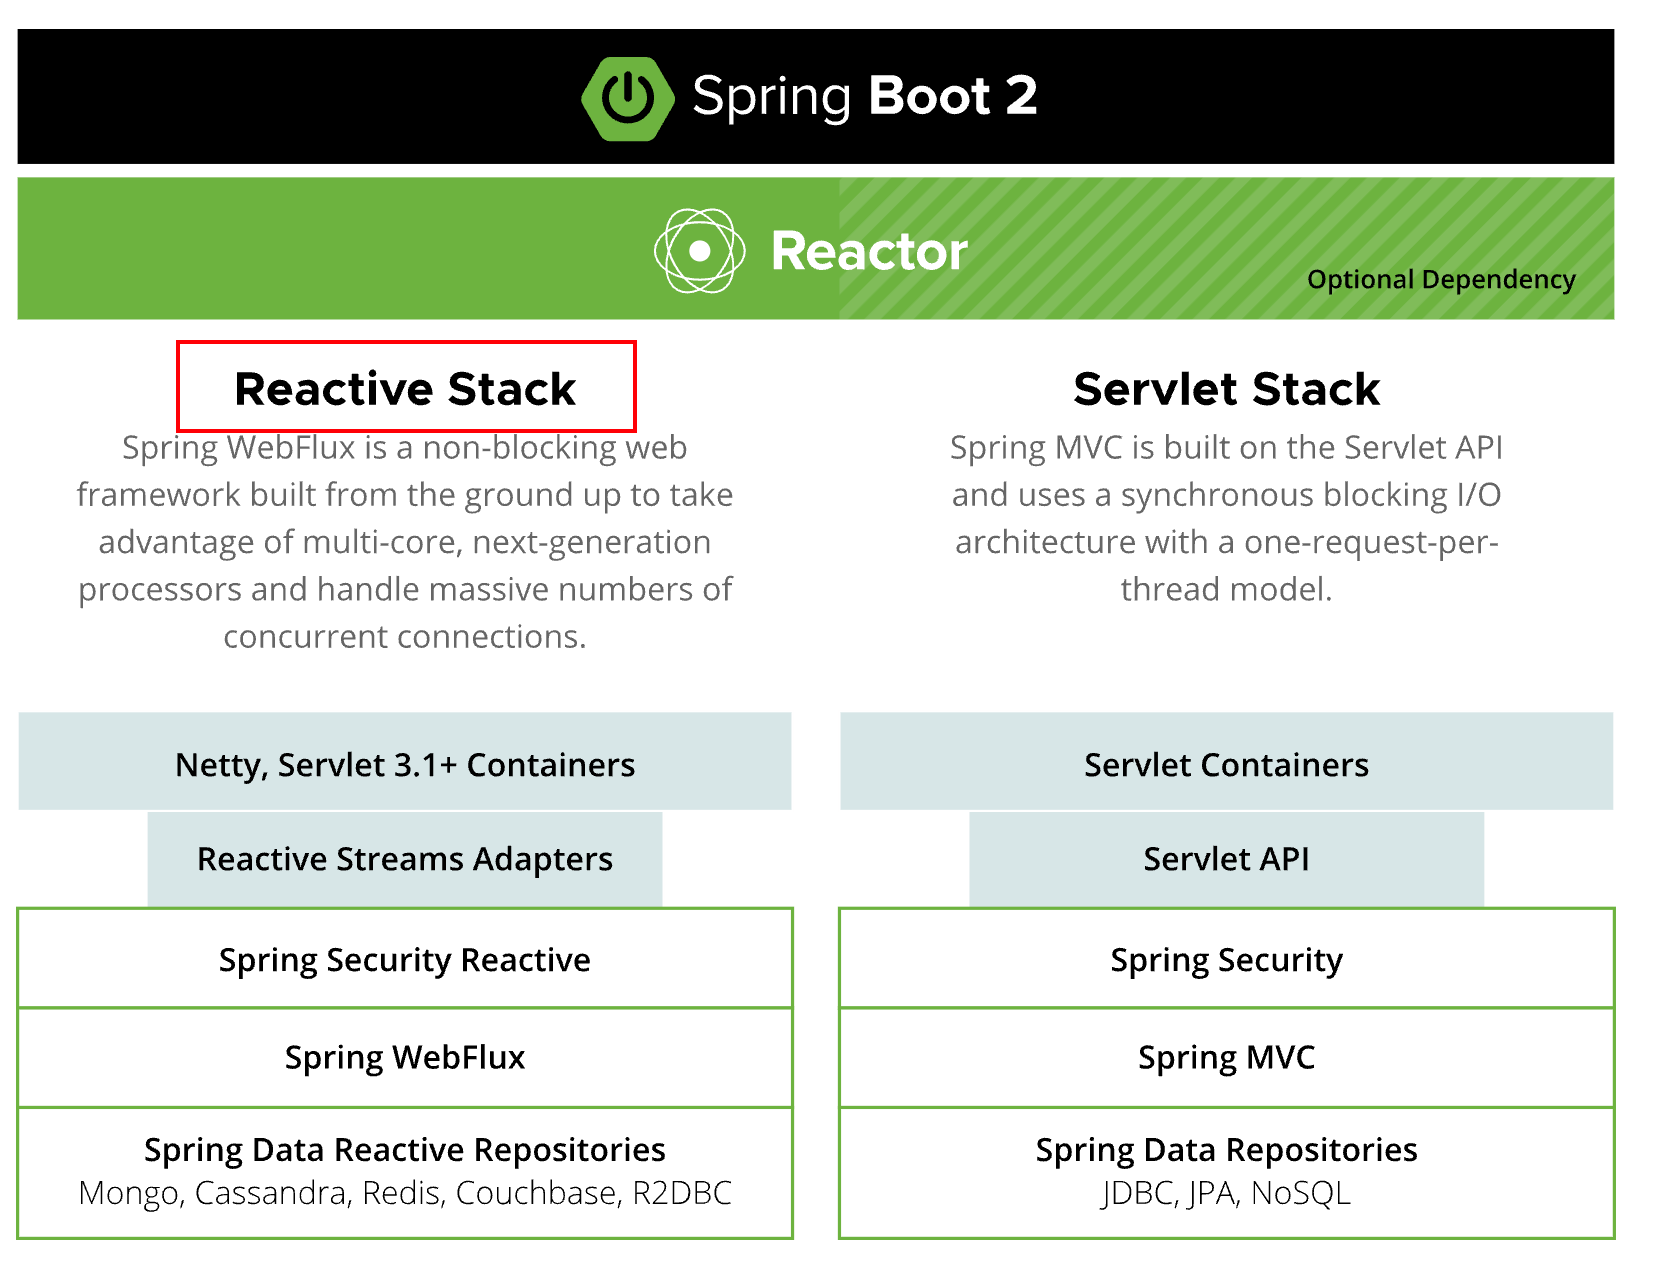 Spring Boot 2
Reactor
Optional Dependency
Reactive Stack
Spring WebFlux is a non-blocking web
framework built from the ground up to take
advantage of multi-core, next-generation
processors and handle massive numbers of
concurrent connections.
Servlet Stack
Spring MVC is built on the Servlet API
and uses a synchronous blocking I/O
architecture with a one-request-per-
thread model.
Netty, Servlet 3.1+ Containers
Reactive Streams Adapters
Spring Security Reactive
Spring WebFlux
Spring Data Reactive Repositories
Mongo, Cassandra, Redis, Couchbase, R2DBC
Servlet Containers
Servlet API
Spring Security
Spring MVC
Spring Data Repositories
JDBC, JPA, NoSQL